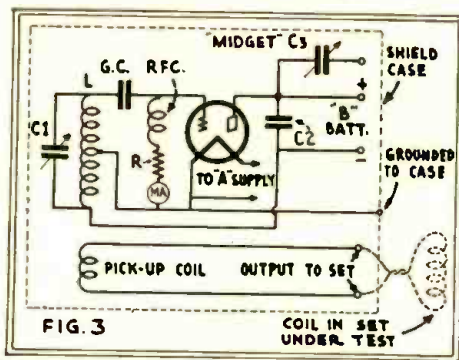 "MIDGET" C3
SHIELD
CASE
L
G.C.
RFC.
C1
+
"B"
BATT.
C2
-
R
MA
TO "A" SUPPLY
GROUNDED
TO CASE
PICK-UP COIL
OUTPUT TO SET
FIG. 3
COIL IN SET
UNDER TEST